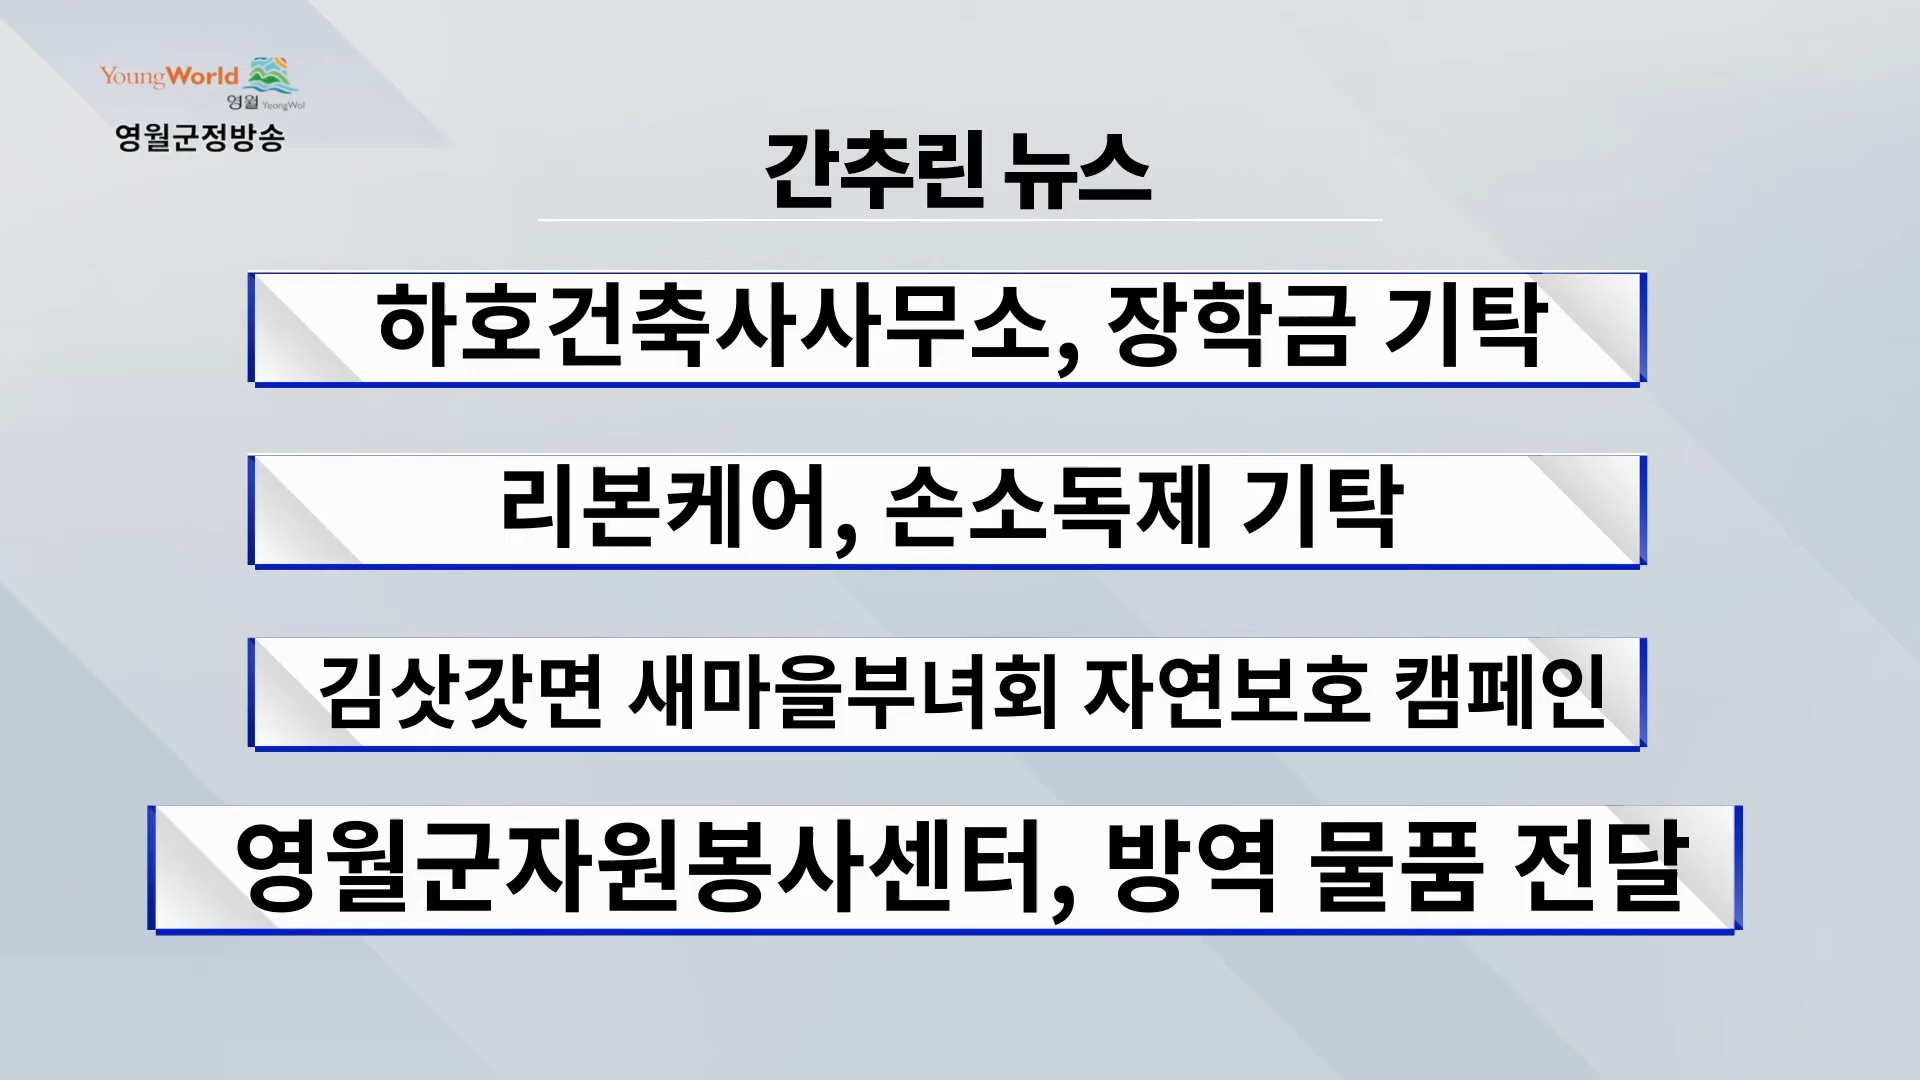 YoungWorld
영월 YeongWol
영월군정방송
간추린 뉴스
하호건축사사무소, 장학금 기탁
리본케어, 손소독제 기탁
김삿갓면 새마을부녀회 자연보호 캠페인
영월군자원봉사센터, 방역 물품 전달